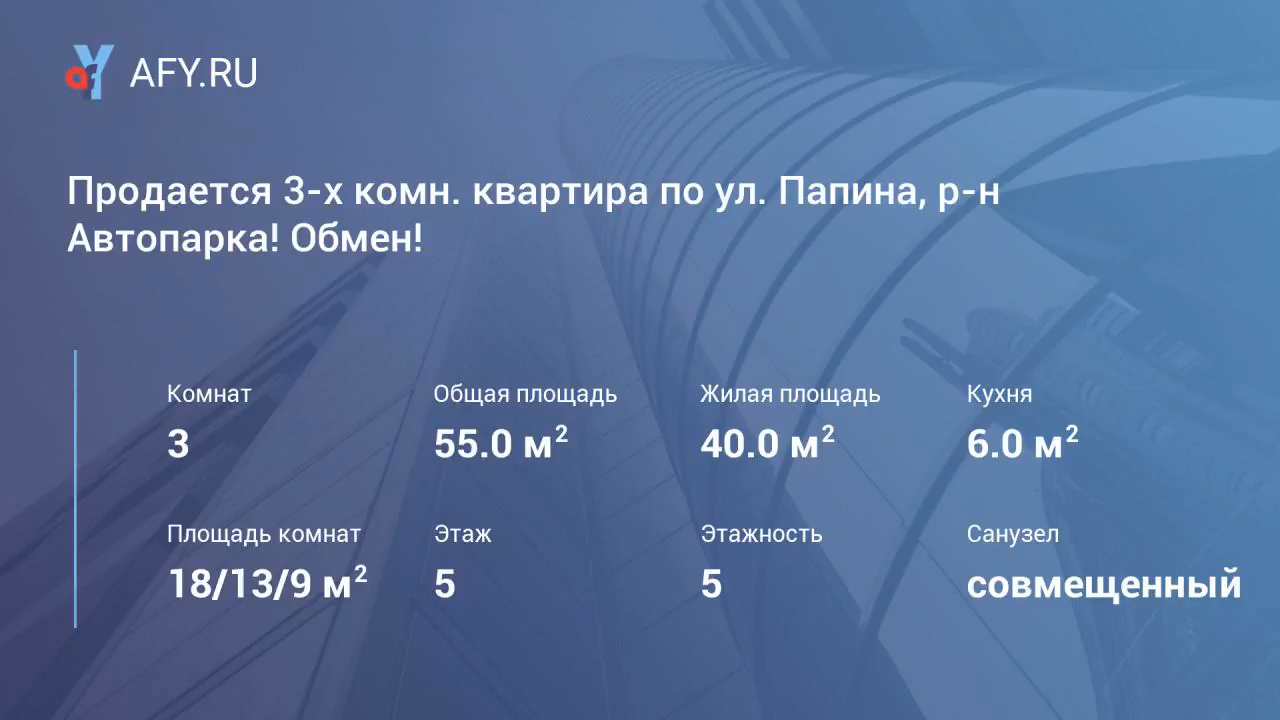 AFY.RU
Продается 3-х комн. квартира по ул. Папина, р-н
Автопарка! Обмен!
Комнат
Общая площадь
Жилая площадь
Кухня
3
55.0 м²
40.0 м²
6.0 м²
Площадь комнат
Этаж
Этажность
Санузел
18/13/9 м²
5
5
совмещенный